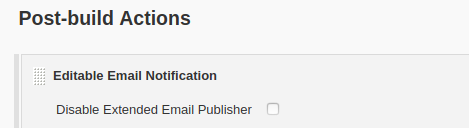 Post-build Actions
Editable Email Notification
Disable Extended Email Publisher